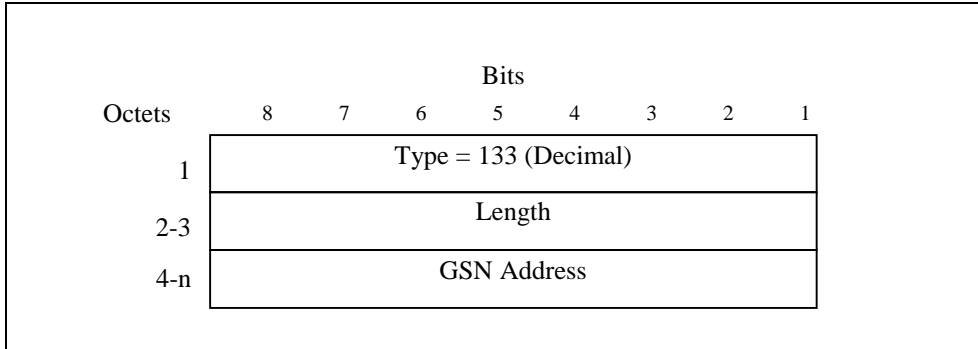 Bits
Octets 8 7 6 5 4 3 2 1
1 Type = 133 (Decimal)
2-3 Length
4-n GSN Address